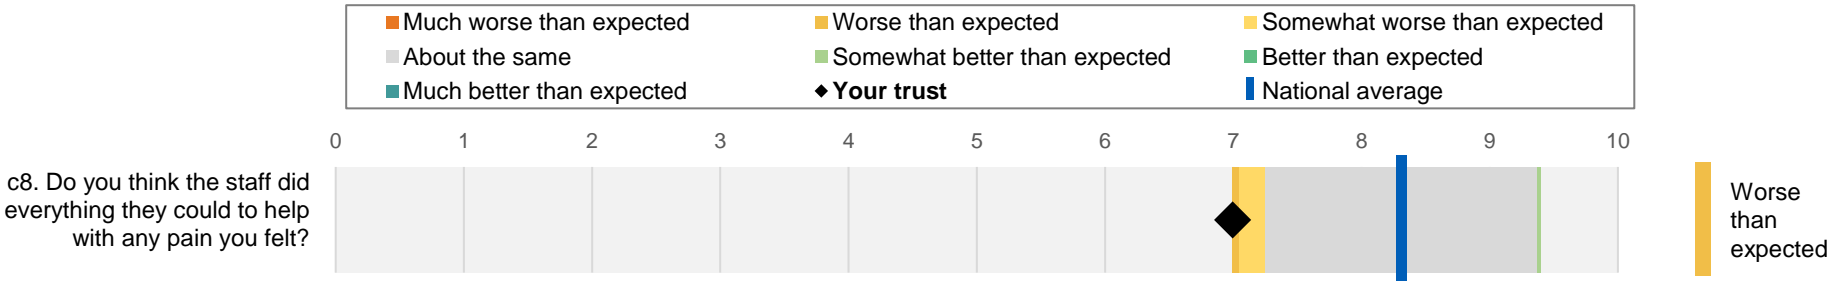 Much worse than expected
Worse than expected
Somewhat worse than expected
About the same
Somewhat better than expected
Better than expected
Much better than expected
Your trust
National average
0 1 2 3 4 5 6 7 8 9 10
c8. Do you think the staff did
everything they could to help
with any pain you felt?
Worse
than
expected